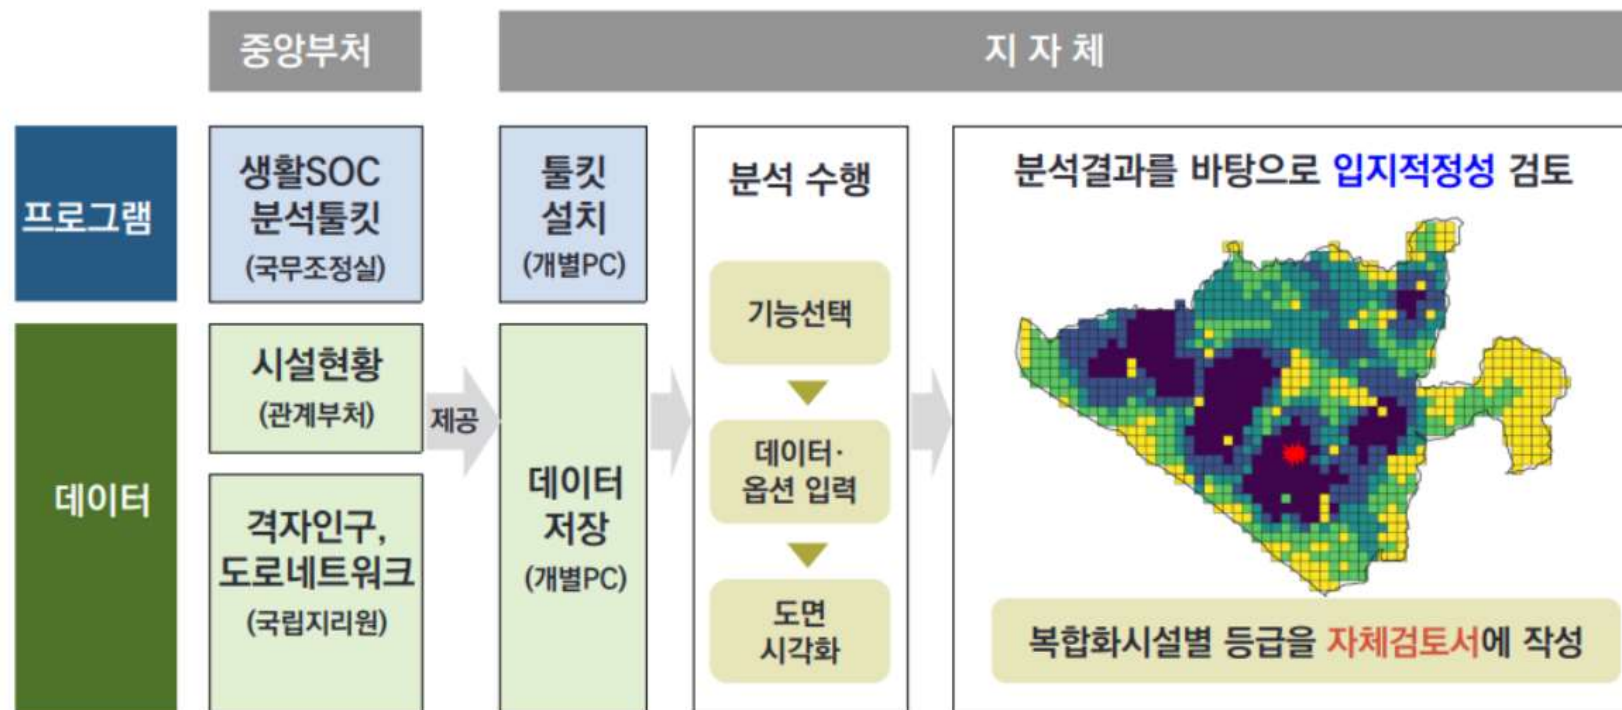 중앙부처
지 자 체
프로그램
생활SOC
분석툴킷
(국무조정실)
툴킷
설치
(개별PC)
데이터
시설현황
(관계부처)
격자인구,
도로네트워크
(국립지리원)
제공
데이터
저장
(개별PC)
분석 수행
기능선택
데이터·
옵션 입력
도면
시각화
분석결과를 바탕으로 입지적정성 검토
복합화시설별 등급을 자체검토서에 작성